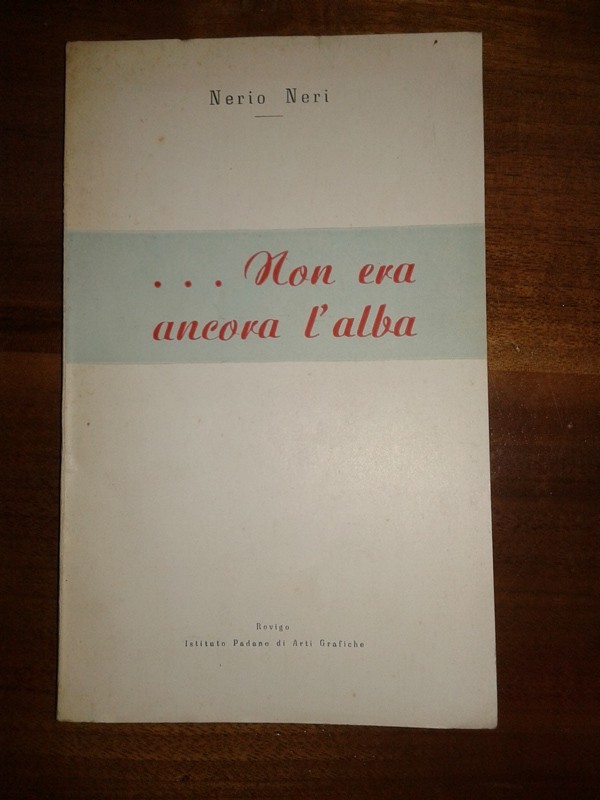 Nerio Neri
. . . Non era
ancora l'alba
Rovigo
Istituto Padano di Arti Grafiche